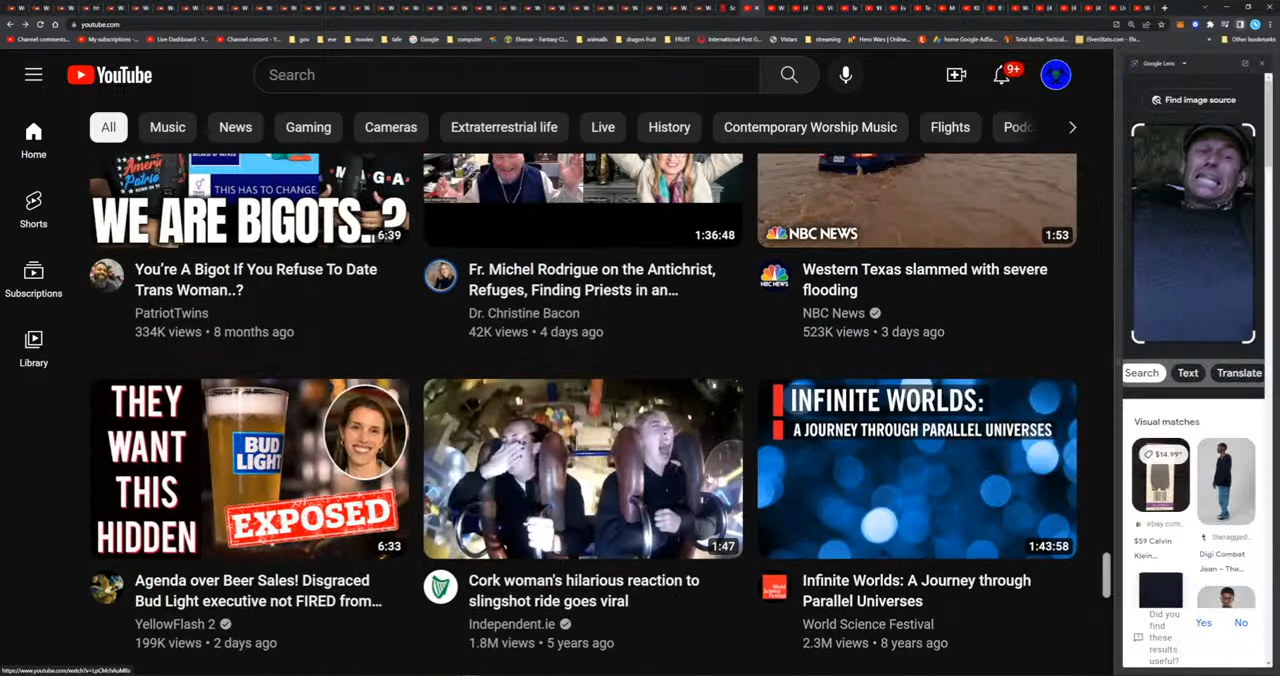 youtube.com
Channel comments...
My subscriptions -...
Live Dashboard - Y...
Channel content - Y...
gov
eve
movies
tafe
Google
computer
Elvenar - Fantasy Ci...
animails
dragon fruit
FRUIT
International Post G...
Vistars
streaming
Hero Wars | Online...
home Google AdSe...
Total Battle: Tactical...
ElvenStats.com - Elv...
Other bookmarks
YouTube
Search
9+
Google Lens
Find image source
All
Music
News
Gaming
Cameras
Extraterrestrial life
Live
History
Contemporary Worship Music
Flights
Podc
Home
Shorts
Subscriptions
Library
America
Patriot
THIS HAS TO CHANGE.
M.A.G.A.
WE ARE BIGOTS..?
6:39
1:36:48
NBC NEWS
1:53
You're A Bigot If You Refuse To Date
Trans Woman..?
PatriotTwins
334K views • 8 months ago
Fr. Michel Rodrigue on the Antichrist,
Refuges, Finding Priests in an...
Dr. Christine Bacon
42K views • 4 days ago
Western Texas slammed with severe
flooding
NBC News
523K views • 3 days ago
THEY
WANT
THIS
HIDDEN
BUD
LIGHT
EXPOSED
6:33
1:47
INFINITE WORLDS:
A JOURNEY THROUGH PARALLEL UNIVERSES
1:43:58
Agenda over Beer Sales! Disgraced
Bud Light executive not FIRED from...
YellowFlash 2
199K views • 2 days ago
Cork woman's hilarious reaction to
slingshot ride goes viral
Independent.ie
1.8M views • 5 years ago
Infinite Worlds: A Journey through
Parallel Universes
World Science Festival
2.3M views • 8 years ago
Search
Text
Translate
Visual matches
$14.99*
ebay.com...
$59 Calvin
Klein...
theragged...
Digi Combat
Jean – The...
Did you
find
these
results
useful?
Yes
No